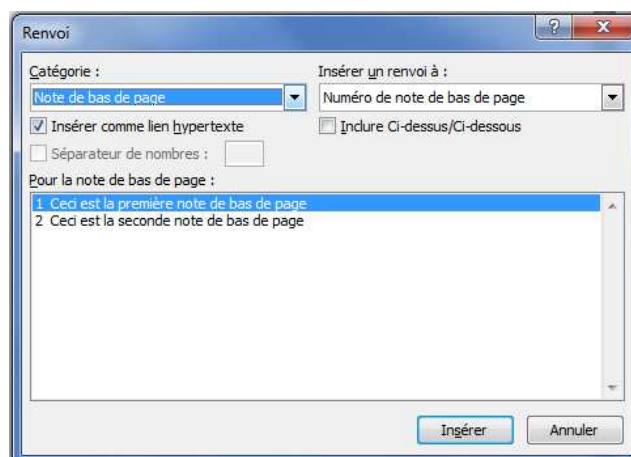 Renvoi
Catégorie :
Insérer un renvoi à :
Note de bas de page
Numéro de note de bas de page
Insérer comme lien hypertexte
Inclure Ci-dessus/Ci-dessous
Séparateur de nombres :
Pour la note de bas de page :
1 Ceci est la première note de bas de page
2 Ceci est la seconde note de bas de page
Insérer
Annuler